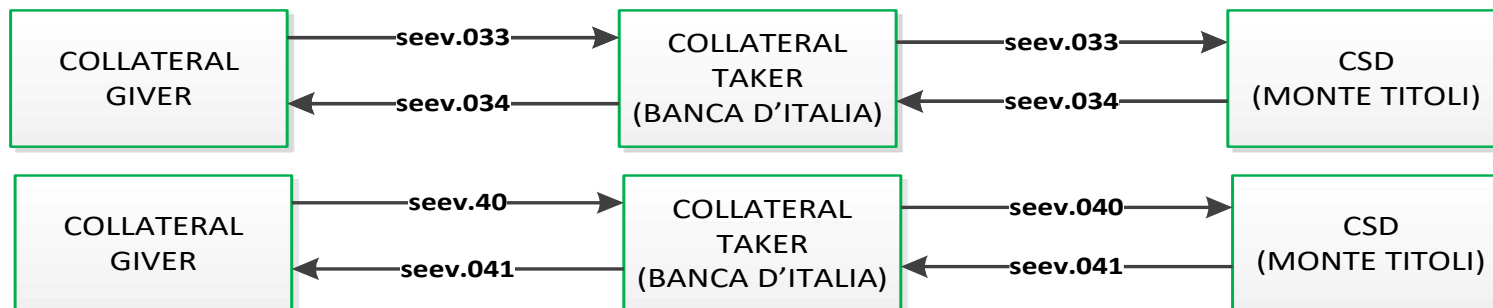 seev.033
seev.033
COLLATERAL
GIVER
COLLATERAL
TAKER
(BANCA D’ITALIA)
CSD
(MONTE TITOLI)
seev.034
seev.034
seev.40
seev.040
COLLATERAL
GIVER
COLLATERAL
TAKER
(BANCA D’ITALIA)
CSD
(MONTE TITOLI)
seev.041
seev.041